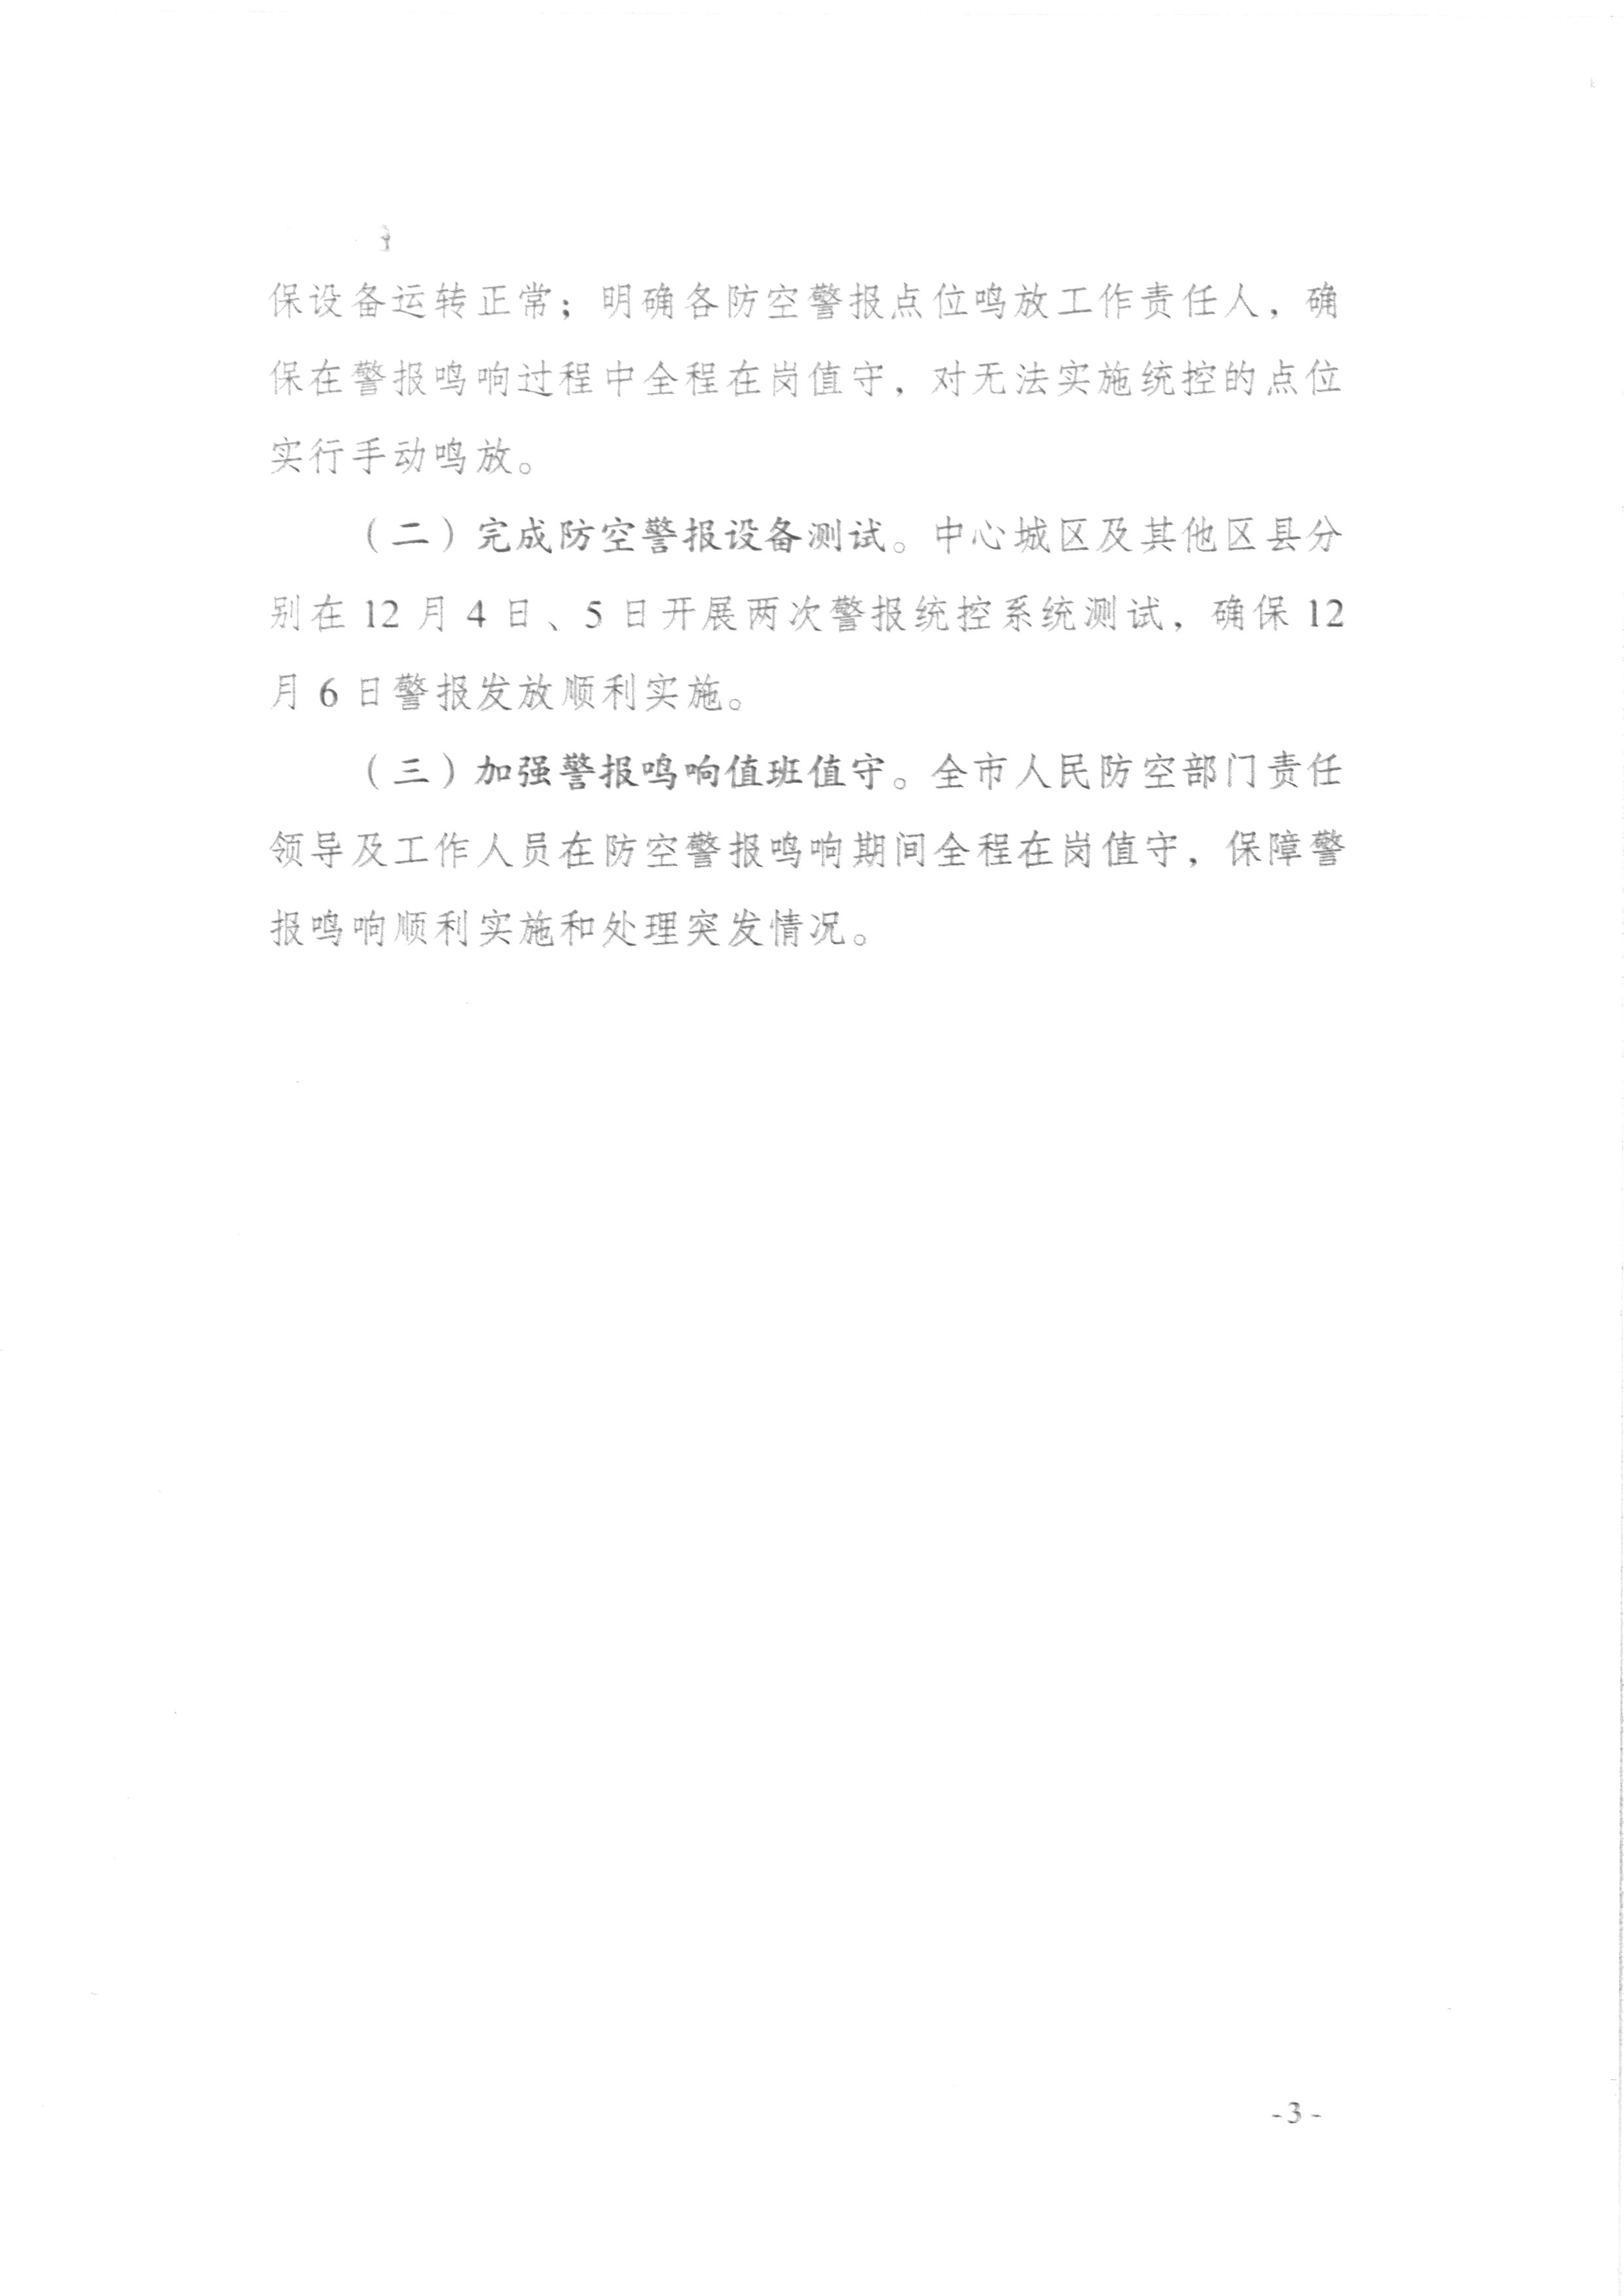 保设备运转正常；明确各防空警报点位鸣放工作责任人，确
保在警报鸣响过程中全程在岗值守，对无法实施统控的点位
实行手动鸣放。
（二）完成防空警报设备测试。中心城区及其他区县分
别在 12 月 4 日、5 日开展两次警报统控系统测试，确保 12
月 6 日警报发放顺利实施。
（三）加强警报鸣响值班值守。全市人民防空部门责任
领导及工作人员在防空警报鸣响期间全程在岗值守，保障警
报鸣响顺利实施和处理突发情况。
- 3 -